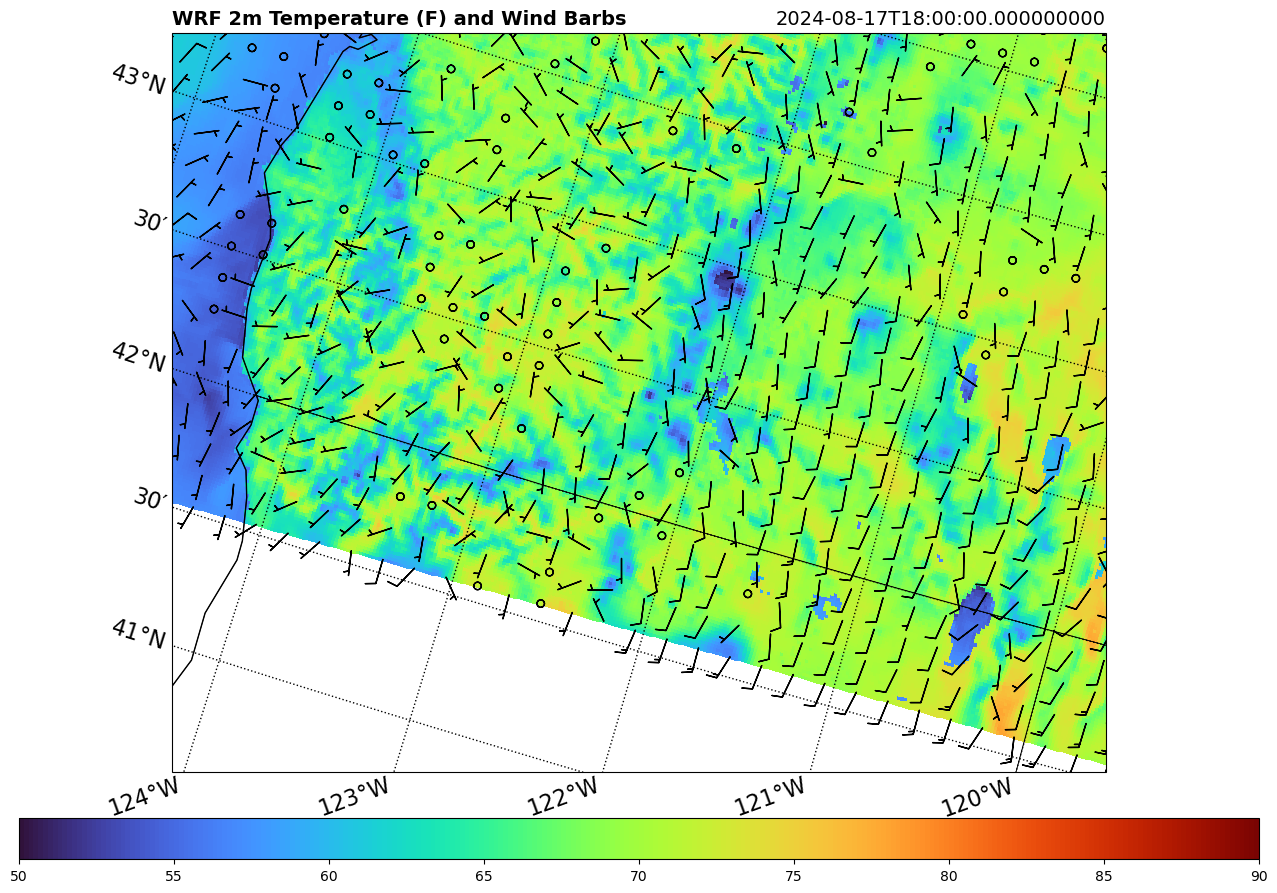 WRF 2m Temperature (F) and Wind Barbs
2024-08-17T18:00:00.000000000
43°N
30′
42°N
30′
41°N
124°W
123°W
122°W
121°W
120°W
50
55
60
65
70
75
80
85
90